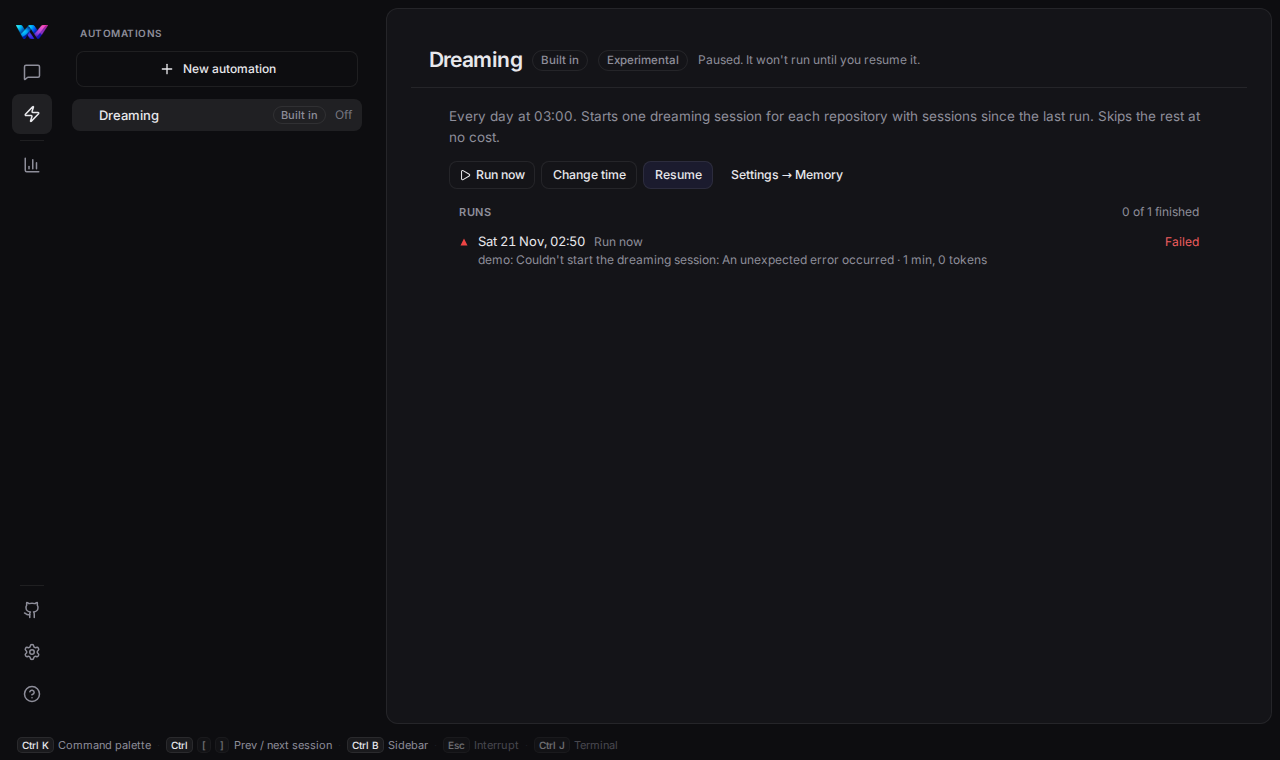 AUTOMATIONS
New automation
Dreaming Built in Off
Dreaming Built in Experimental Paused. It won't run until you resume it.
Every day at 03:00. Starts one dreaming session for each repository with sessions since the last run. Skips the rest at
no cost.
Run now Change time Resume Settings → Memory
RUNS 0 of 1 finished
Sat 21 Nov, 02:50 Run now Failed
demo: Couldn't start the dreaming session: An unexpected error occurred · 1 min, 0 tokens
Ctrl K Command palette Ctrl [ ] Prev / next session Ctrl B Sidebar Esc Interrupt Ctrl J Terminal